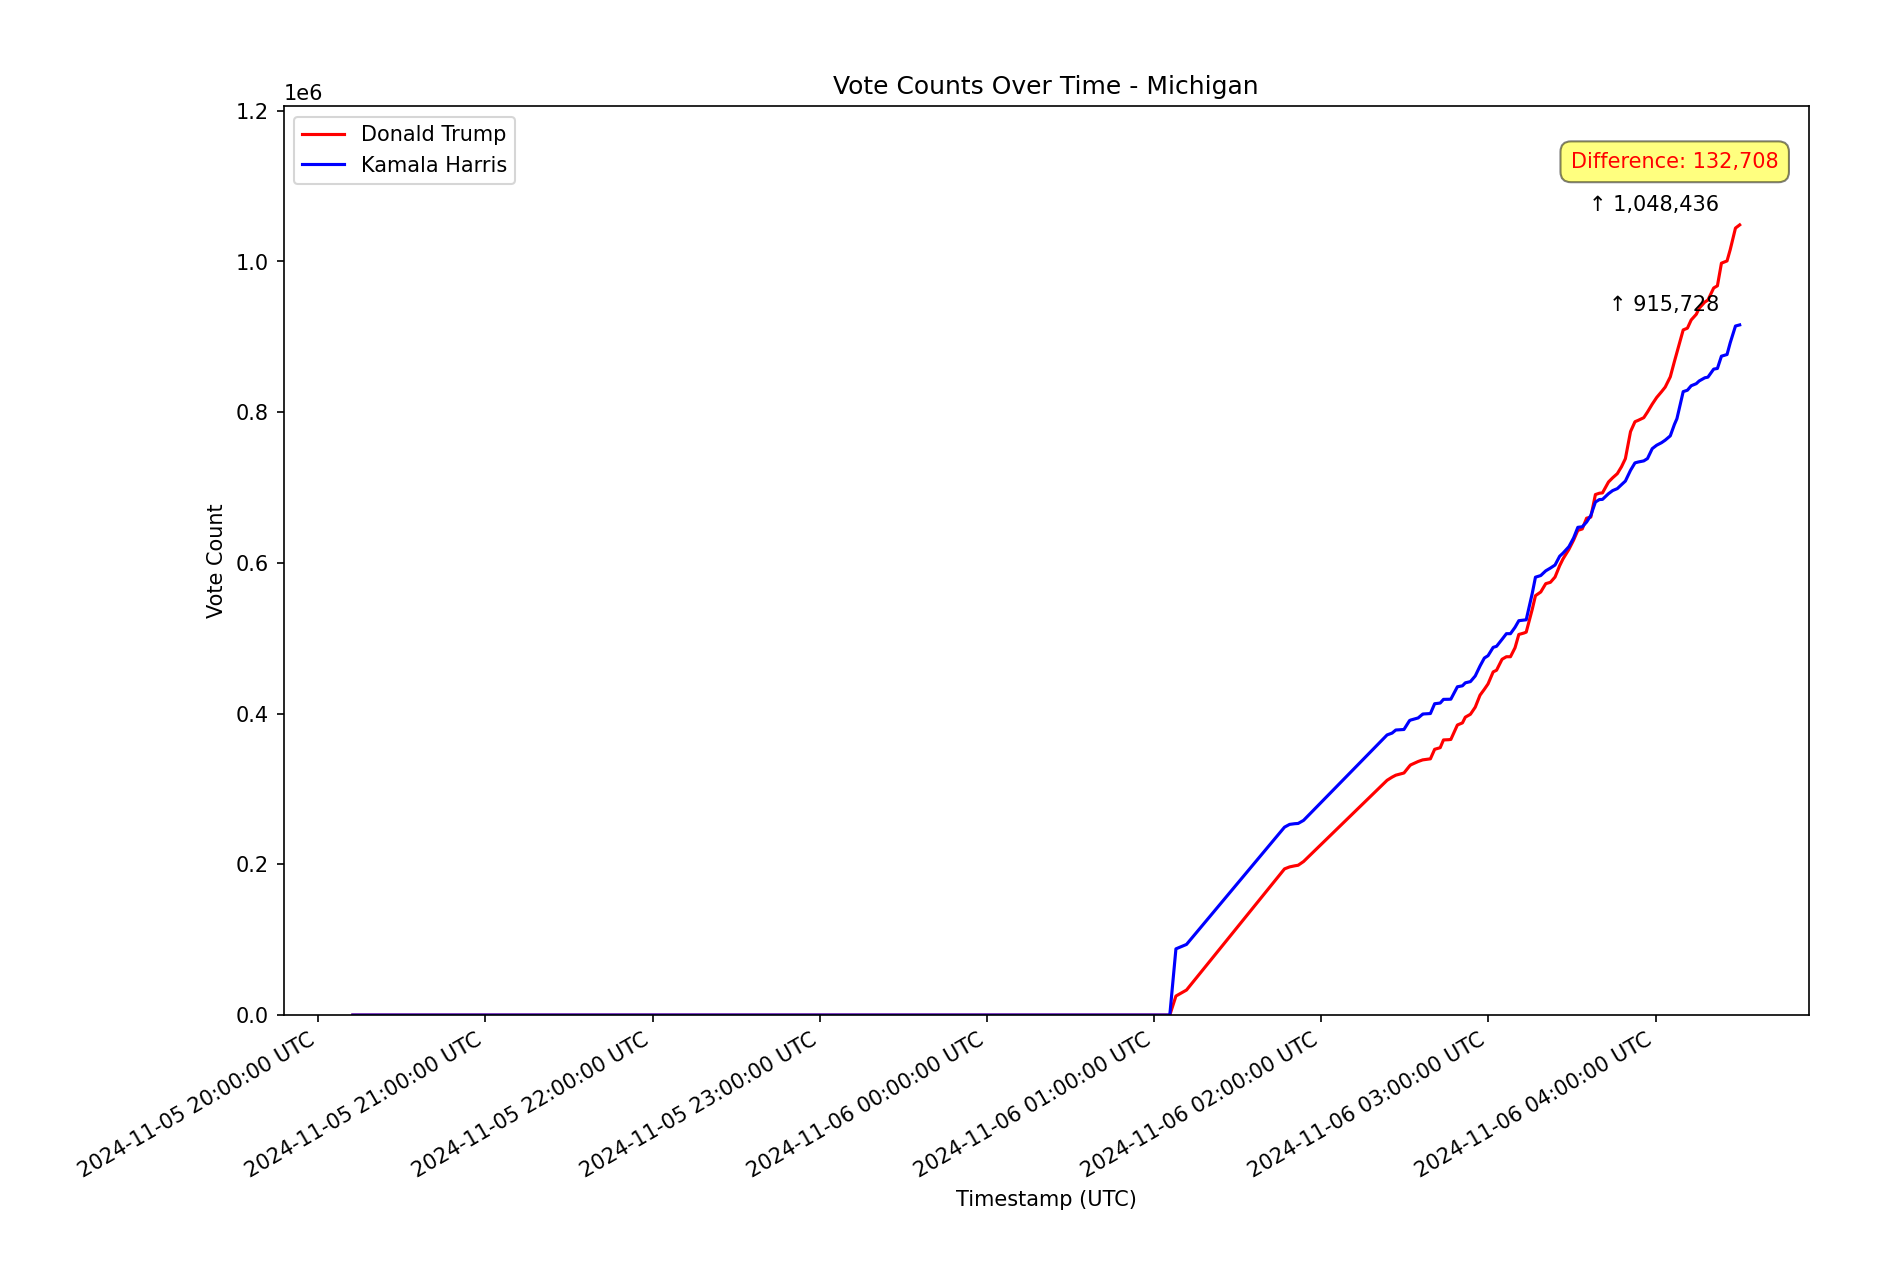 Vote Counts Over Time - Michigan
1e6
1.2
1.0
0.8
0.6
0.4
0.2
0.0
Vote Count
Donald Trump
Kamala Harris
Difference: 132,708
↑ 1,048,436
↑ 915,728
2024-11-05 20:00:00 UTC
2024-11-05 21:00:00 UTC
2024-11-05 22:00:00 UTC
2024-11-05 23:00:00 UTC
2024-11-06 00:00:00 UTC
2024-11-06 01:00:00 UTC
2024-11-06 02:00:00 UTC
2024-11-06 03:00:00 UTC
2024-11-06 04:00:00 UTC
Timestamp (UTC)